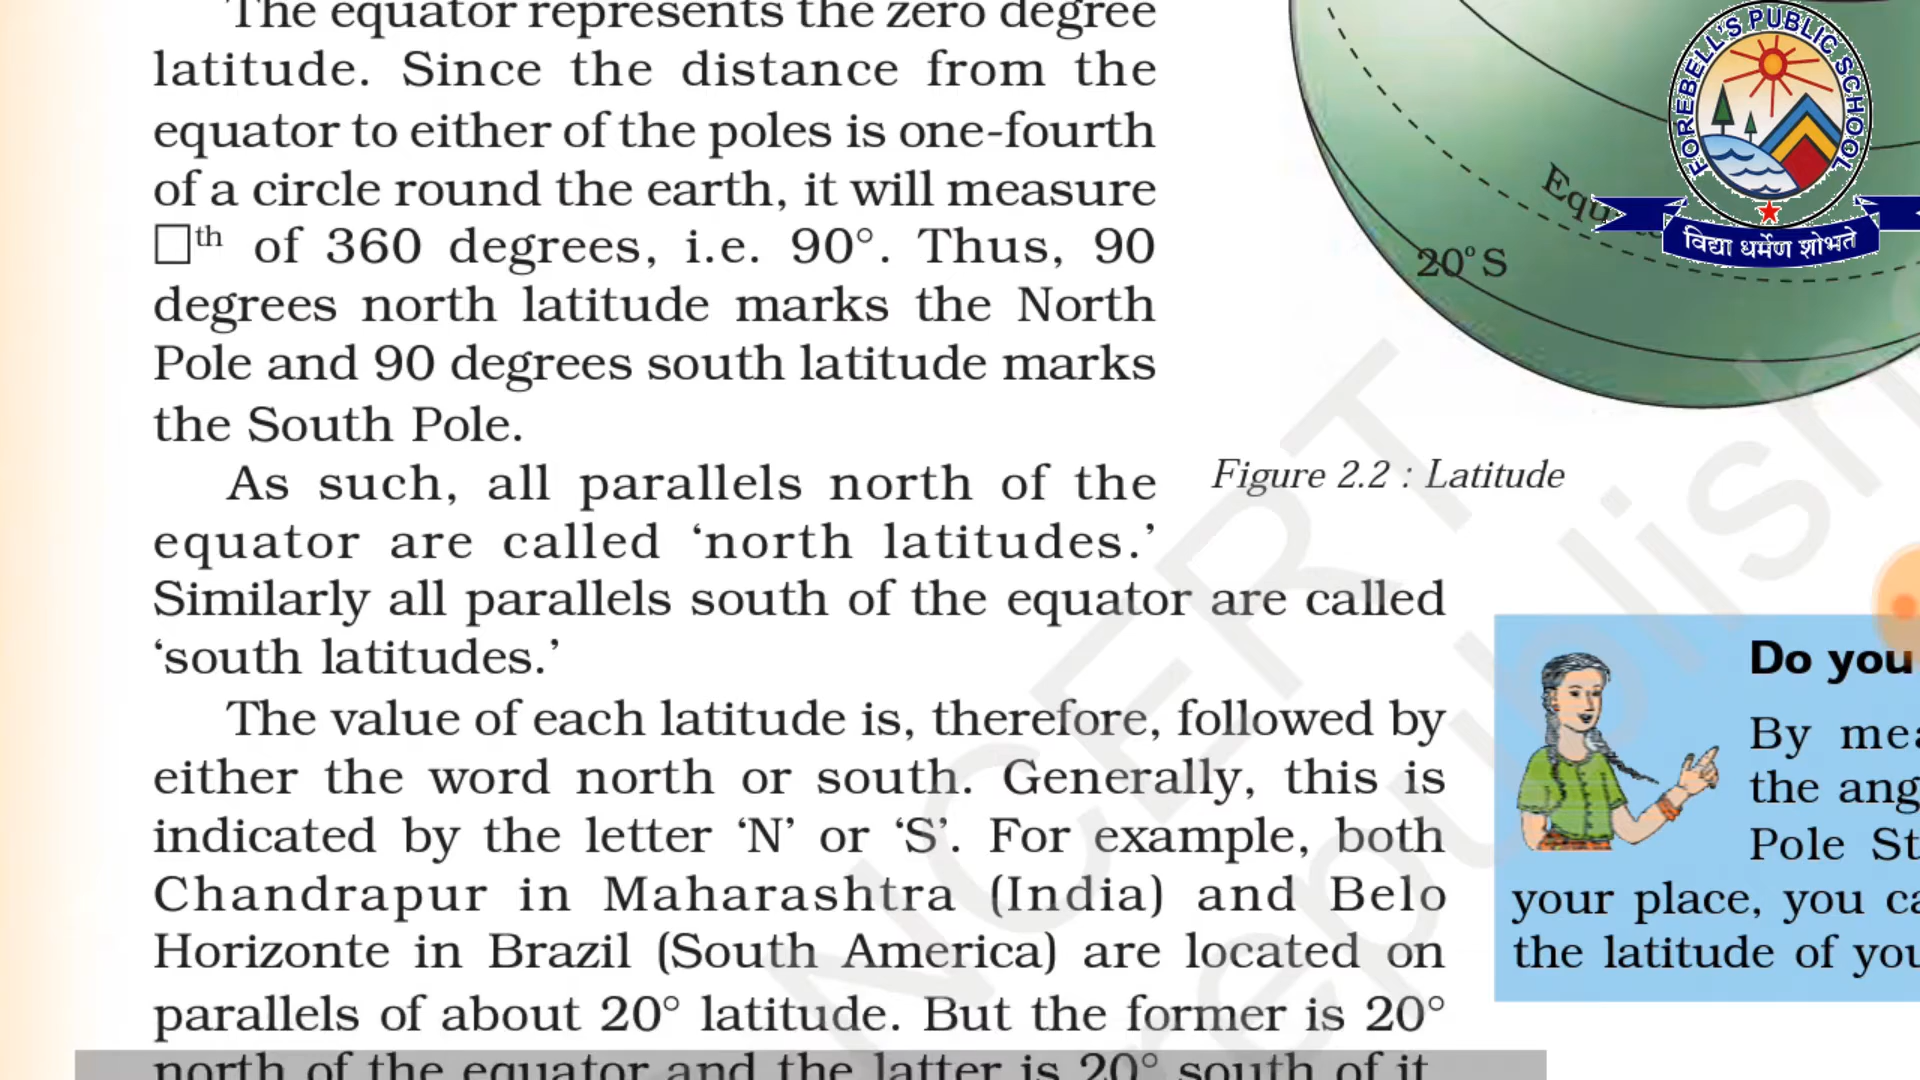 The equator represents the zero degree
latitude. Since the distance from the
equator to either of the poles is one-fourth
of a circle round the earth, it will measure
□th of 360 degrees, i.e. 90°. Thus, 90
degrees north latitude marks the North
Pole and 90 degrees south latitude marks
the South Pole.
As such, all parallels north of the
equator are called ‘north latitudes.’
Similarly all parallels south of the equator are called
‘south latitudes.’
The value of each latitude is, therefore, followed by
either the word north or south. Generally, this is
indicated by the letter ‘N’ or ‘S’. For example, both
Chandrapur in Maharashtra (India) and Belo
Horizonte in Brazil (South America) are located on
parallels of about 20° latitude. But the former is 20°
north of the equator and the latter is 20° south of it.
20° S
Figure 2.2 : Latitude
FOREBELL'S PUBLIC SCHOOL
विद्या धर्मेण शोभते
Do you
By
the
Pole
your place, you
the latitude of
NCERT